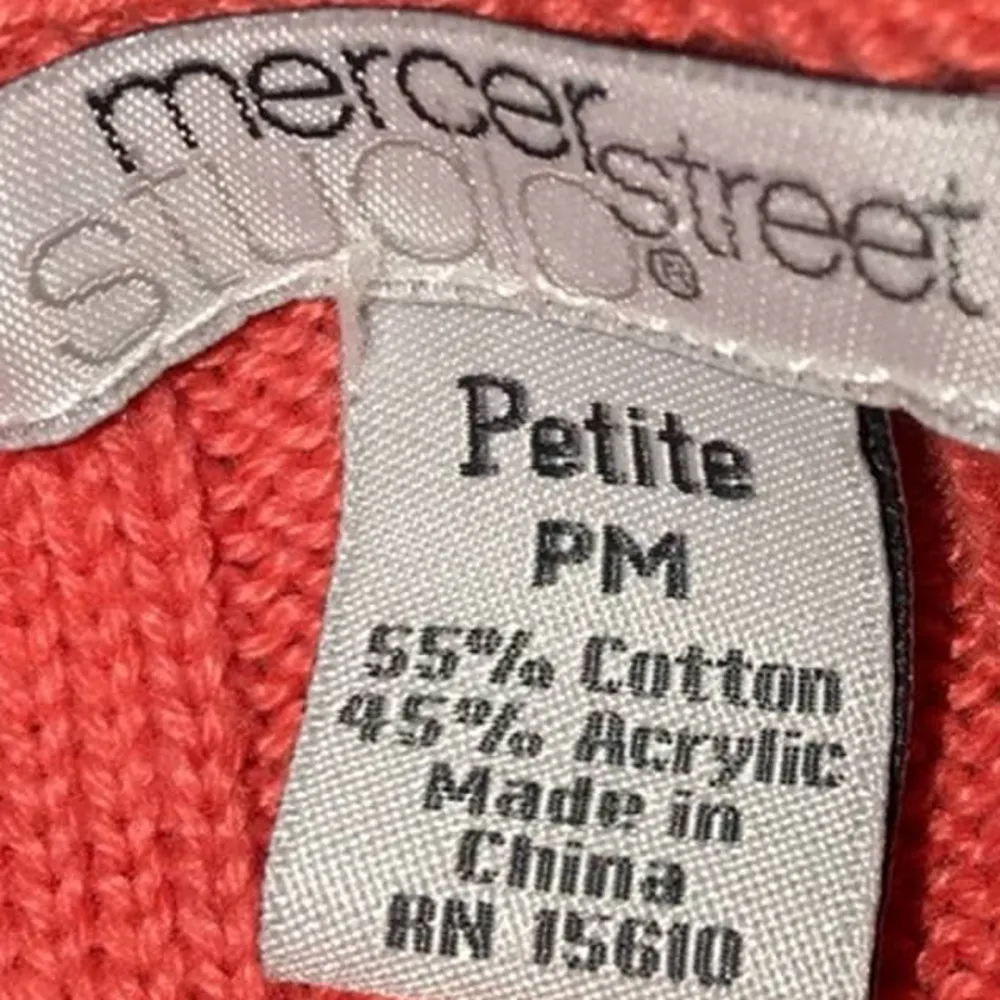 mercer street
studio®
Petite
PM
55% Cotton
45% Acrylic
Made in
China
RN 15610